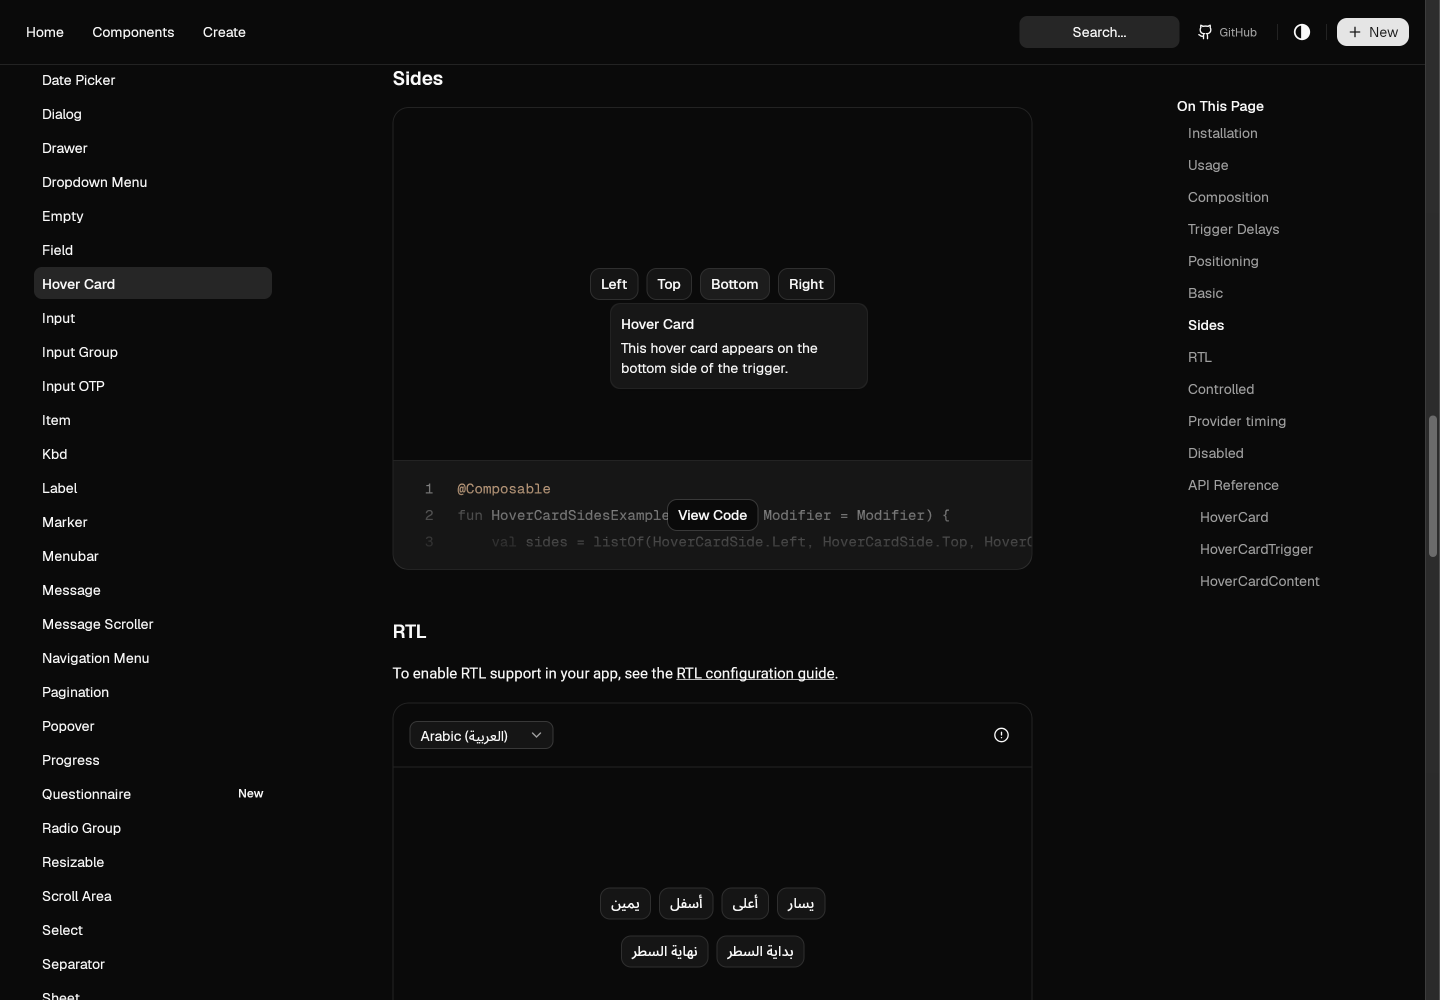 Home
Components
Create
Search...
GitHub
New
Date Picker
Dialog
Drawer
Dropdown Menu
Empty
Field
Hover Card
Input
Input Group
Input OTP
Item
Kbd
Label
Marker
Menubar
Message
Message Scroller
Navigation Menu
Pagination
Popover
Progress
Questionnaire New
Radio Group
Resizable
Scroll Area
Select
Separator
Sheet
Sides
Left
Top
Bottom
Right
Hover Card
This hover card appears on the
bottom side of the trigger.
1 @Composable
2 fun HoverCardSidesExample Modifier = Modifier) {
3 val sides = listOf(HoverCardSide.Left, HoverCardSide.Top, HoverC
View Code
RTL
To enable RTL support in your app, see the RTL configuration guide.
Arabic (العربية)
يسار
أعلى
أسفل
يمين
بداية السطر
نهاية السطر
On This Page
Installation
Usage
Composition
Trigger Delays
Positioning
Basic
Sides
RTL
Controlled
Provider timing
Disabled
API Reference
HoverCard
HoverCardTrigger
HoverCardContent